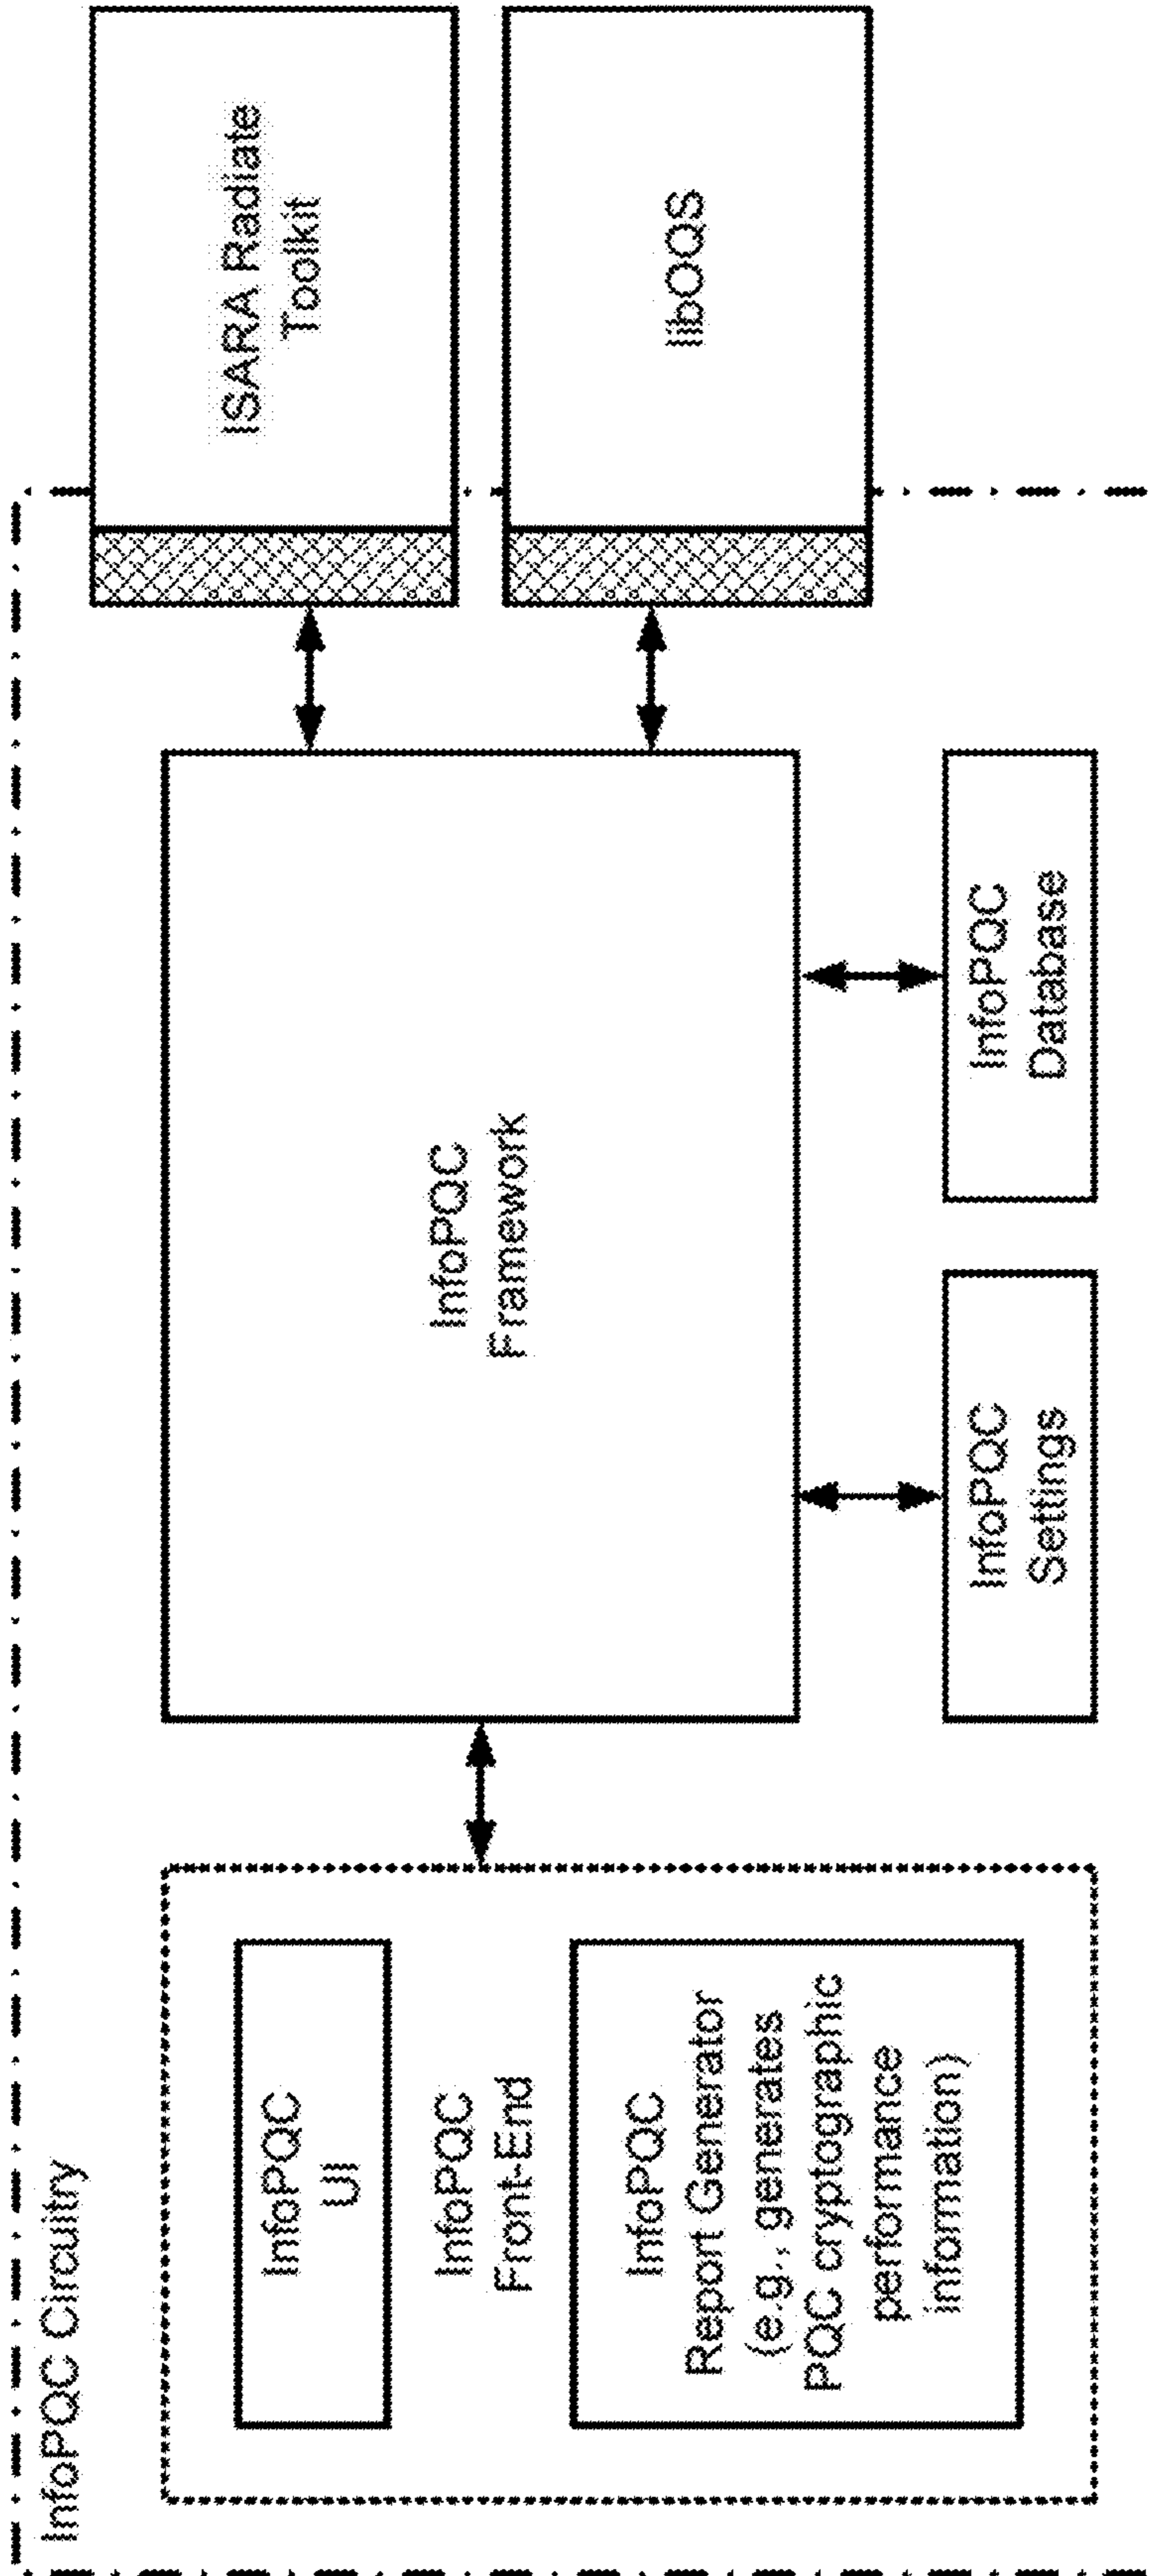 InfoPQC Circuitry
InfoPQC
UI
InfoPQC
Front-End
InfoPQC
Report Generator
(e.g., generates
PQC cryptographic
performance
information)
InfoPQC
Framework
InfoPQC
Settings
InfoPQC
Database
ISARA Radiate
Toolkit
libOQS